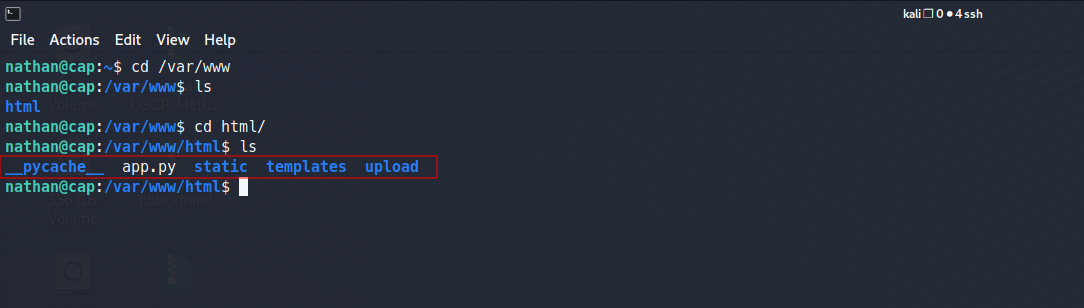 kali ❐ 0 ● 4 ssh
File Actions Edit View Help
nathan@cap:~$ cd /var/www
nathan@cap:/var/www$ ls
html
nathan@cap:/var/www$ cd html/
nathan@cap:/var/www/html$ ls
__pycache__ app.py static templates upload
nathan@cap:/var/www/html$
Volume
Volume